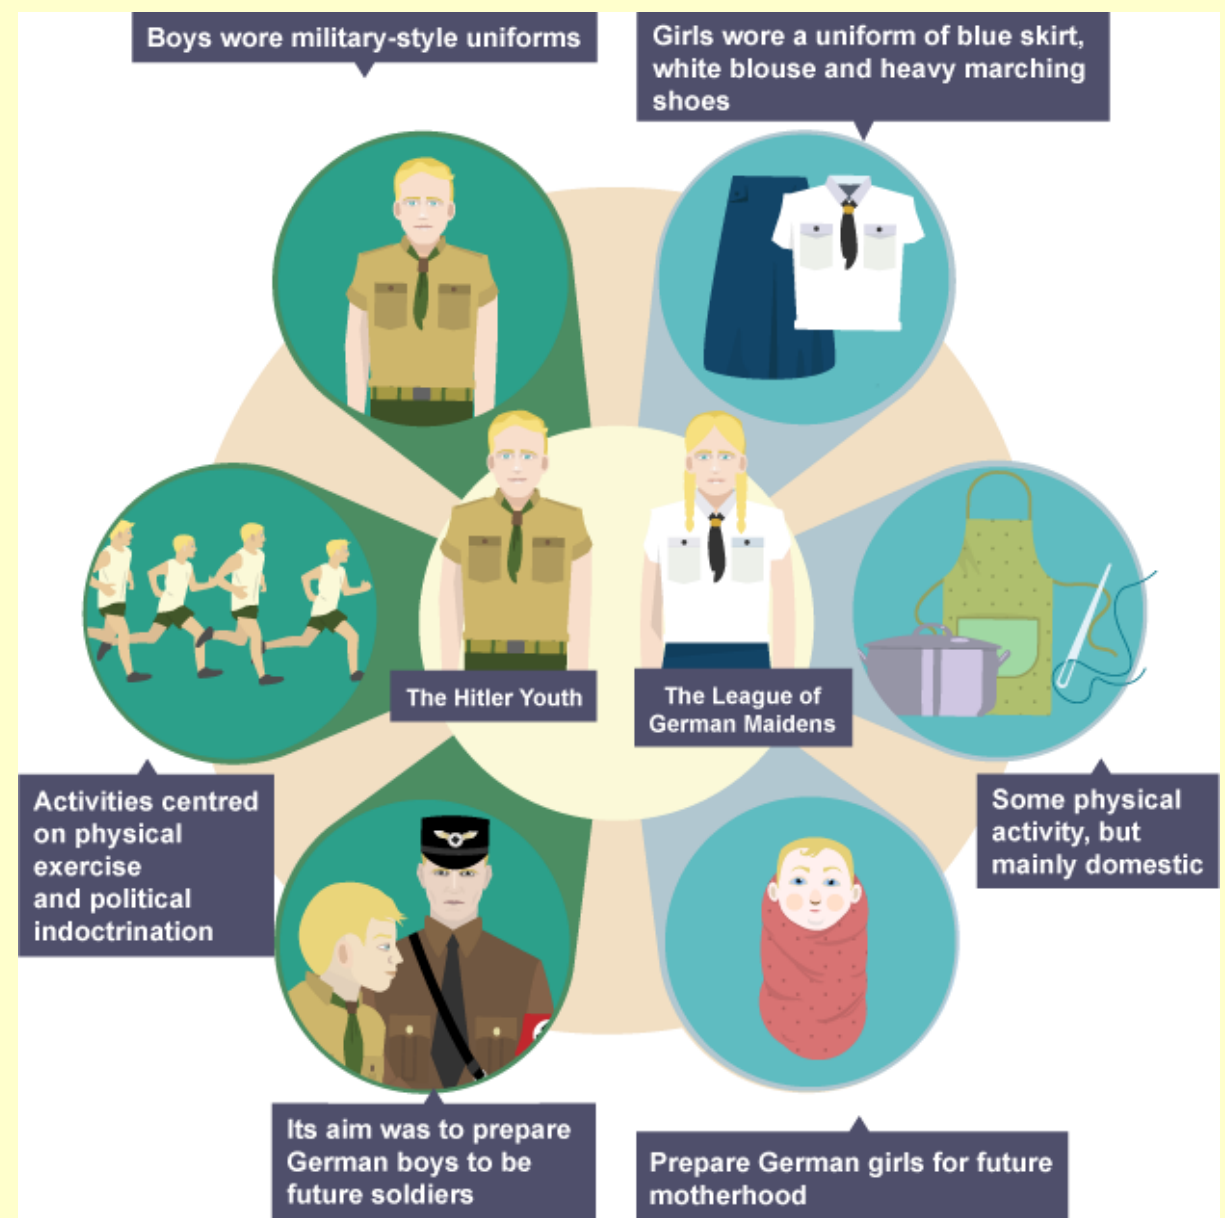 Boys wore military-style uniforms
Girls wore a uniform of blue skirt,
white blouse and heavy marching
shoes
The Hitler Youth
The League of
German Maidens
Activities centred
on physical
exercise
and political
indoctrination
Some physical
activity, but
mainly domestic
Its aim was to prepare
German boys to be
future soldiers
Prepare German girls for future
motherhood